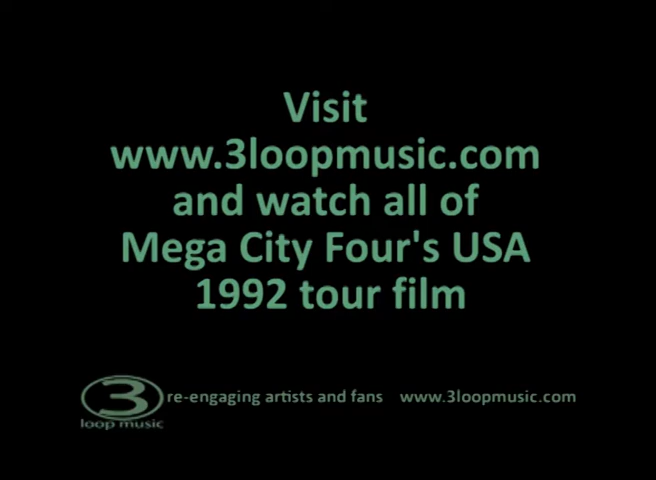 Visit
www.3loopmusic.com
and watch all of
Mega City Four's USA
1992 tour film
3
loop music
re-engaging artists and fans www.3loopmusic.com